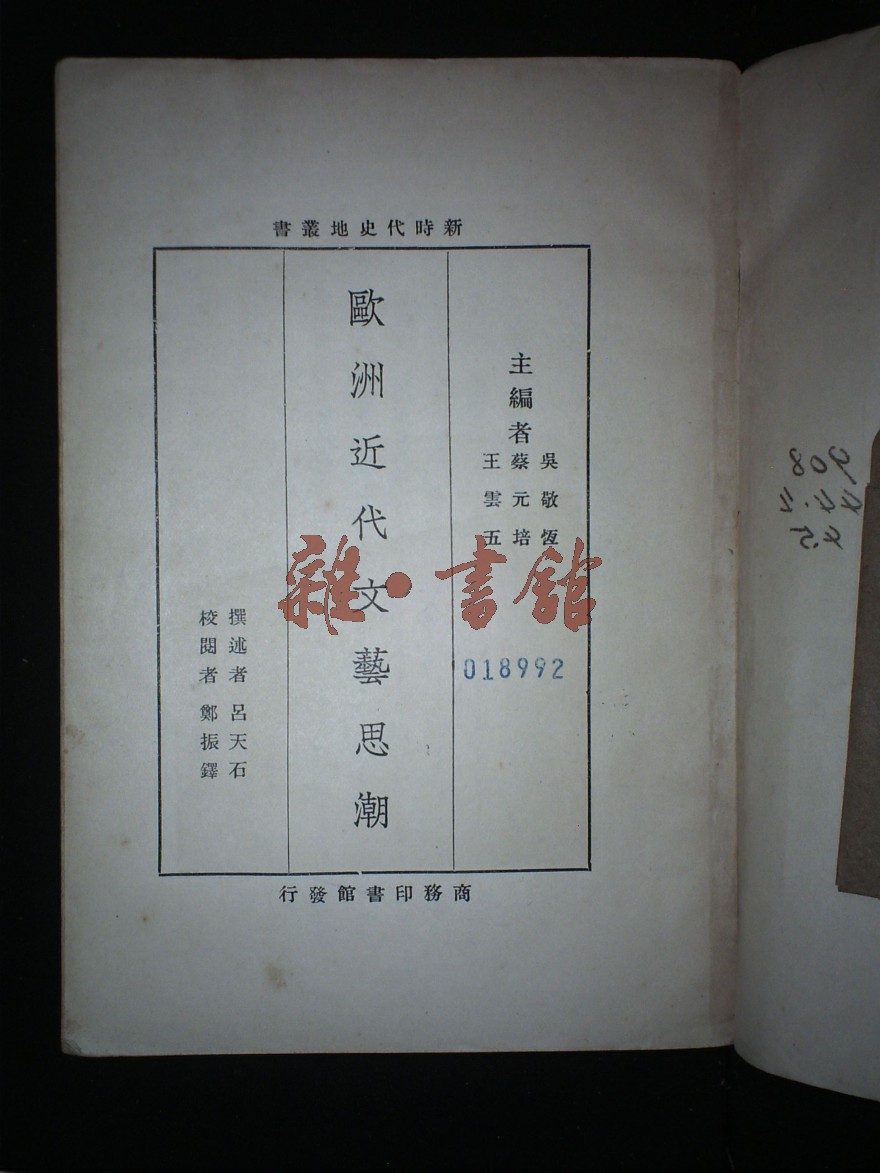 新時代史地叢書
主編者
吳敬恆
蔡元培
王雲五
歐洲近代文藝思潮
撰述者 呂天石
校閱者 鄭振鐸
商務印書館發行
018992
雜·書館